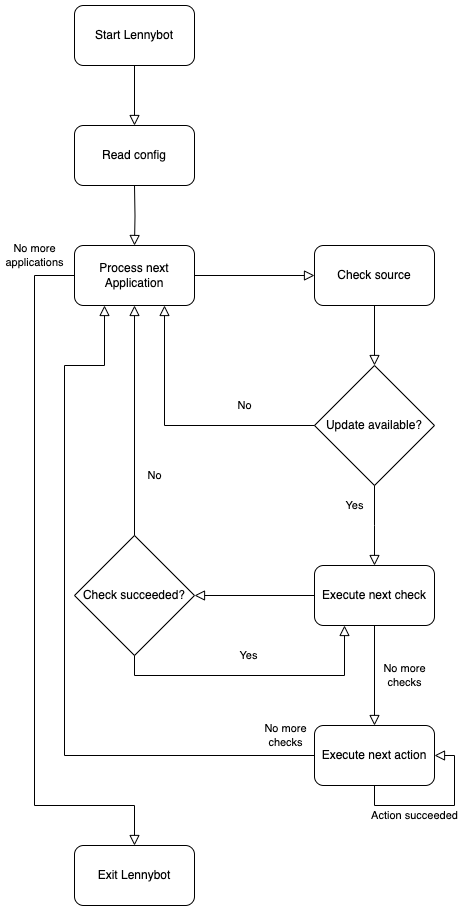 Start Lennybot
Read config
No more
applications
Process next
Application
Check source
No
Update available?
No
Yes
Check succeeded?
Execute next check
Yes
No more
checks
No more
checks
Execute next action
Action succeeded
Exit Lennybot